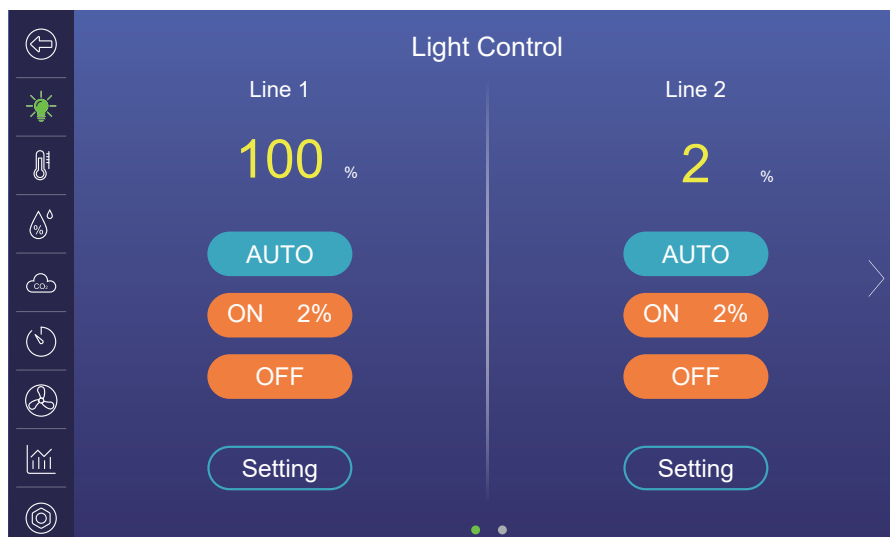 Light Control
Line 1
Line 2
100 %
2 %
AUTO
AUTO
ON 2%
ON 2%
OFF
OFF
Setting
Setting
%
CO₂